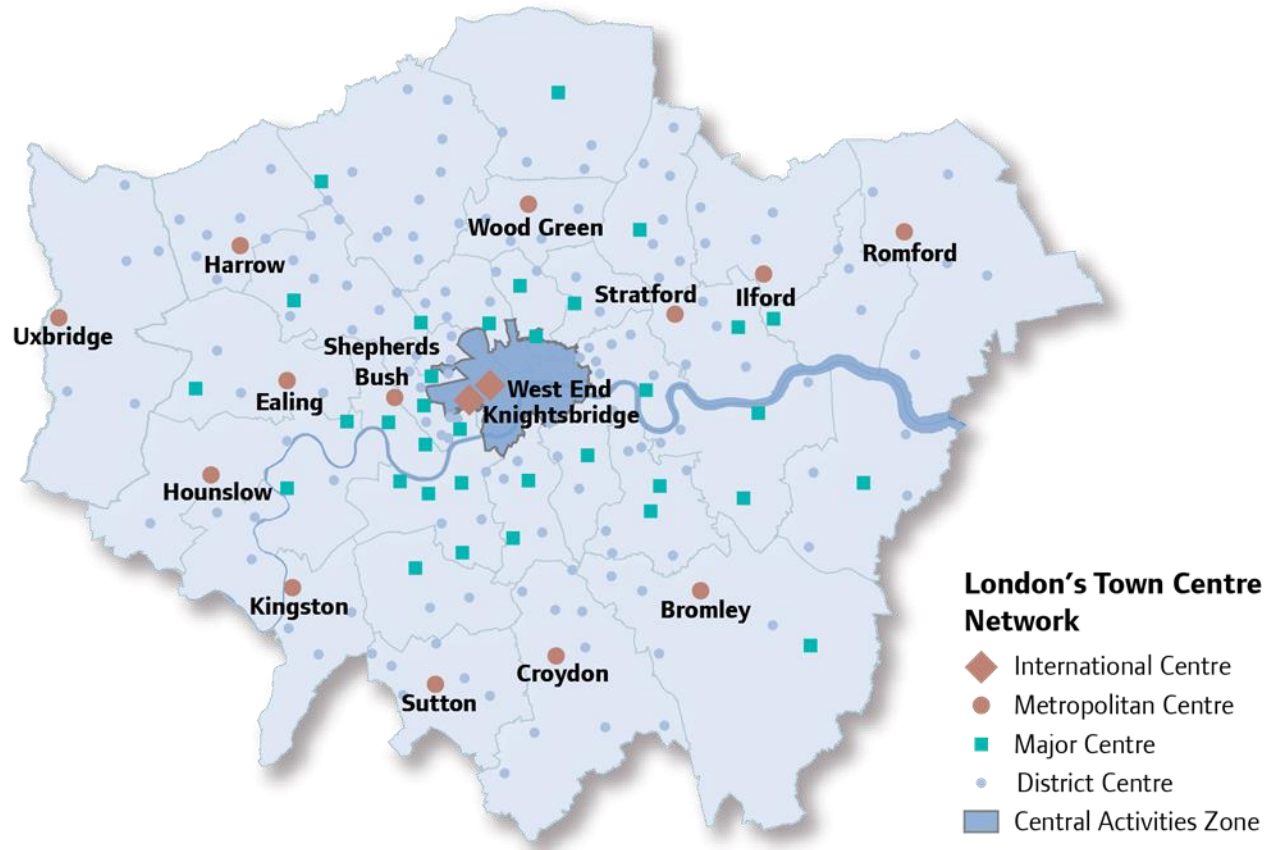 Wood Green
Harrow
Romford
Stratford
Ilford
Uxbridge
Shepherds
Bush
West End
Ealing
Knightsbridge
Hounslow
Kingston
Bromley
Croydon
Sutton
London's Town Centre
Network
International Centre
Metropolitan Centre
Major Centre
District Centre
Central Activities Zone